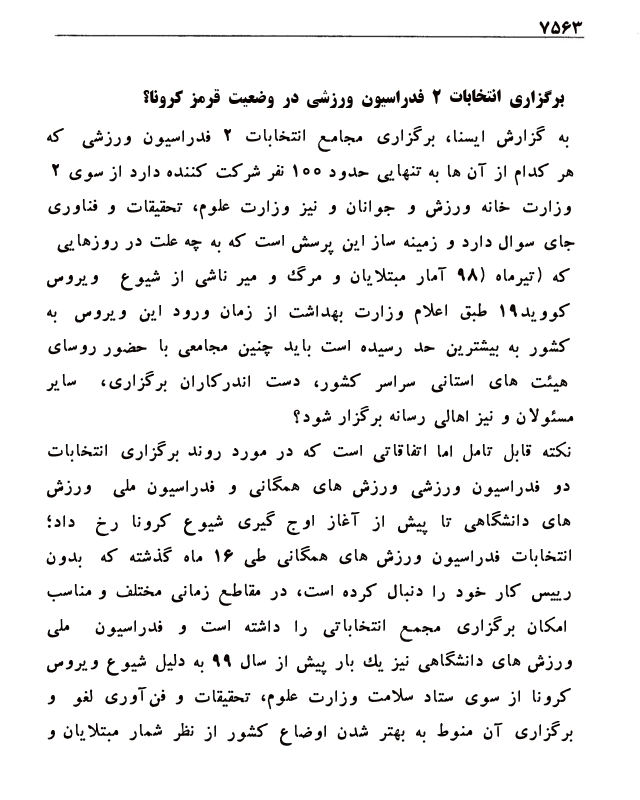 ۷۵۶۳
برگزاری انتخابات ۲ فدراسیون ورزشی در وضعیت قرمز کرونا؟
به گزارش ایسنا، برگزاری مجامع انتخابات ۲ فدراسیون ورزشی که
هر کدام از آن ها به تنهایی حدود ۱۰۰ نفر شرکت کننده دارد از سوی ۲
وزارت خانه ورزش و جوانان و نیز وزارت علوم، تحقیقات و فناوری
جای سوال دارد و زمینه ساز این پرسش است که به چه علت در روزهایی
که (تیرماه ۹۸) آمار مبتلایان و مرگ و میر ناشی از شیوع ویروس
کووید۱۹ طبق اعلام وزارت بهداشت از زمان ورود این ویروس به
کشور به بیشترین حد رسیده است باید چنین مجامعی با حضور روسای
هیئت های استانی سراسر کشور، دست اندرکاران برگزاری، سایر
مسئولان و نیز اهالی رسانه برگزار شود؟
نکته قابل تامل اما اتفاقاتی است که در مورد روند برگزاری انتخابات
دو فدراسیون ورزشی ورزش های همگانی و فدراسیون ملی ورزش
های دانشگاهی تا پیش از آغاز اوج گیری شیوع کرونا رخ داد؛
انتخابات فدراسیون ورزش های همگانی طی ۱۶ ماه گذشته که بدون
رییس کار خود را دنبال کرده است، در مقاطع زمانی مختلف و مناسب
امکان برگزاری مجمع انتخاباتی را داشته است و فدراسیون ملی
ورزش های دانشگاهی نیز یك بار پیش از سال ۹۹ به دلیل شیوع ویروس
کرونا از سوی ستاد سلامت وزارت علوم، تحقیقات و فن‌آوری لغو و
برگزاری آن منوط به بهتر شدن اوضاع کشور از نظر شمار مبتلایان و